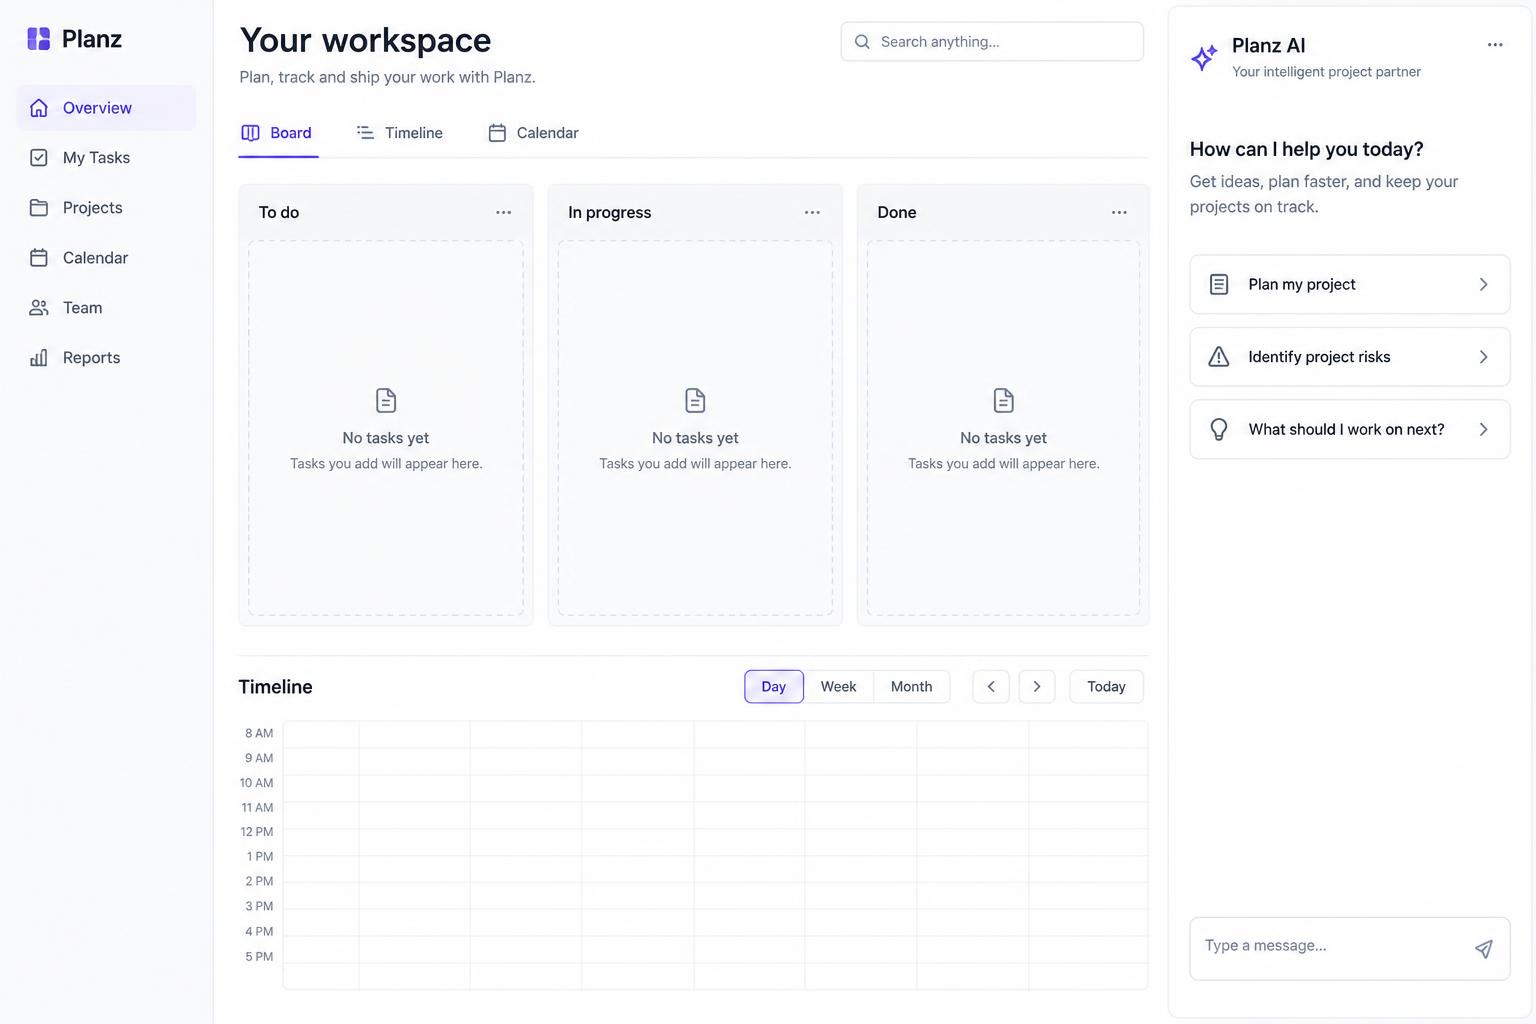 Planz
Overview
My Tasks
Projects
Calendar
Team
Reports
Your workspace
Plan, track and ship your work with Planz.
Search anything...
Board
Timeline
Calendar
To do
No tasks yet
Tasks you add will appear here.
In progress
No tasks yet
Tasks you add will appear here.
Done
No tasks yet
Tasks you add will appear here.
Timeline
Day
Week
Month
Today
8 AM
9 AM
10 AM
11 AM
12 PM
1 PM
2 PM
3 PM
4 PM
5 PM
Planz AI
Your intelligent project partner
How can I help you today?
Get ideas, plan faster, and keep your
projects on track.
Plan my project
Identify project risks
What should I work on next?
Type a message...